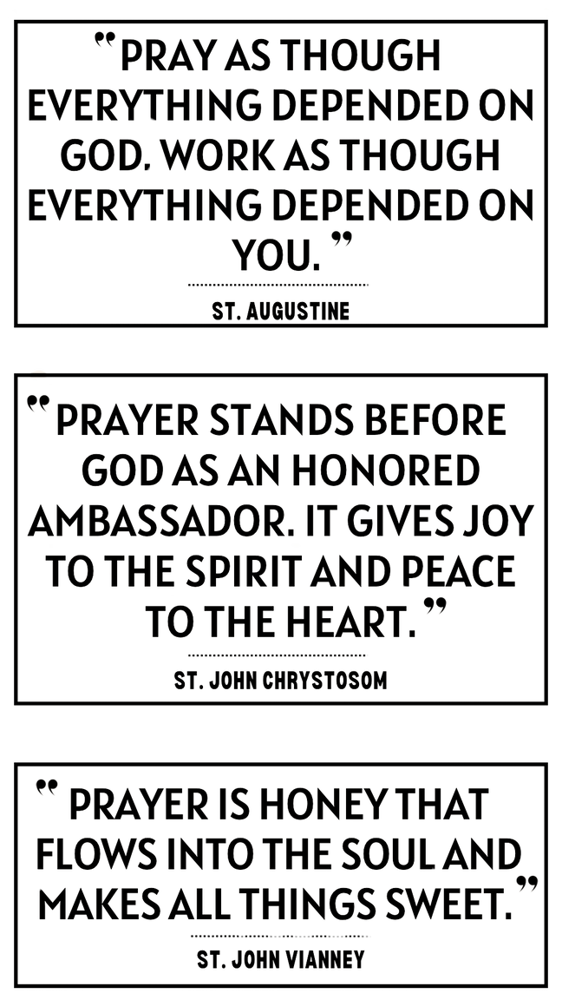 ”PRAY AS THOUGH
EVERYTHING DEPENDED ON
GOD. WORK AS THOUGH
EVERYTHING DEPENDED ON
YOU.”
ST. AUGUSTINE
”PRAYER STANDS BEFORE
GOD AS AN HONORED
AMBASSADOR. IT GIVES JOY
TO THE SPIRIT AND PEACE
TO THE HEART.”
ST. JOHN CHRYSTOSOM
” PRAYER IS HONEY THAT
FLOWS INTO THE SOUL AND
MAKES ALL THINGS SWEET.”
ST. JOHN VIANNEY